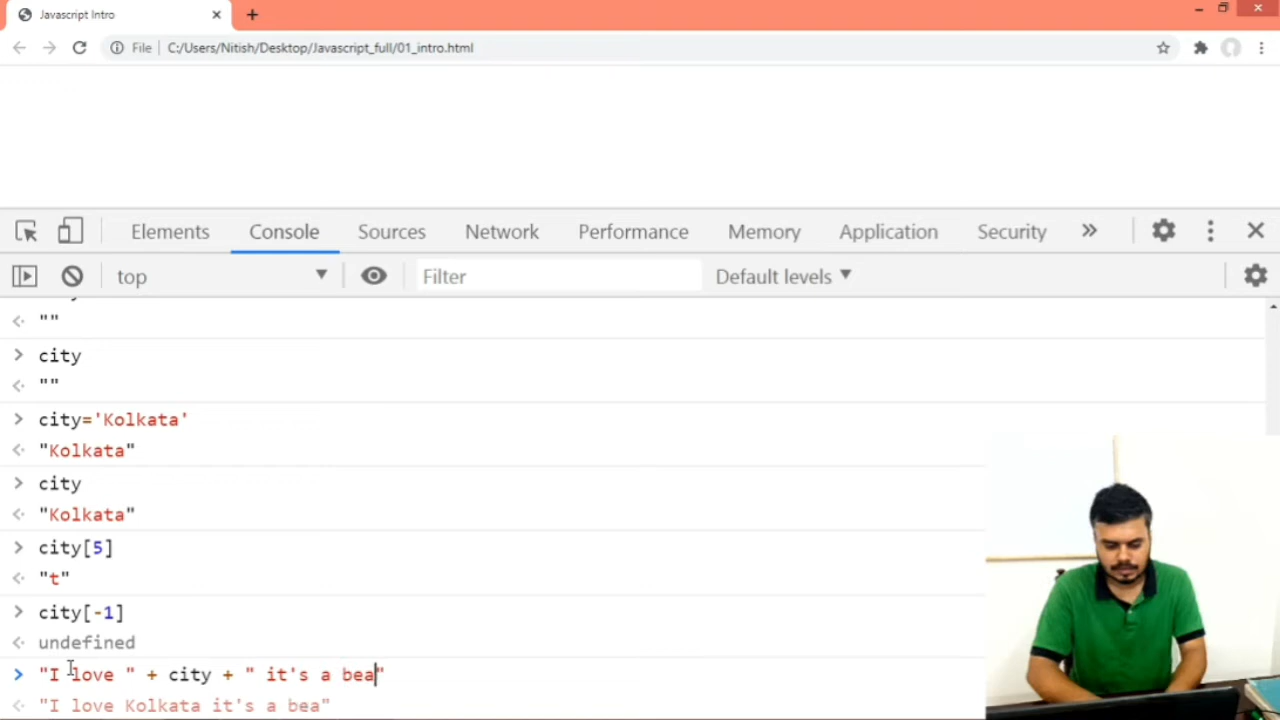 Javascript Intro
File C:/Users/Nitish/Desktop/Javascript_full/01_intro.html
Elements Console Sources Network Performance Memory Application Security »
top Filter Default levels
<· ""
> city
<· ""
> city='Kolkata'
<· "Kolkata"
> city
<· "Kolkata"
> city[5]
<· "t"
> city[-1]
<· undefined
> "I love " + city + " it's a bea"
<· "I love Kolkata it's a bea"